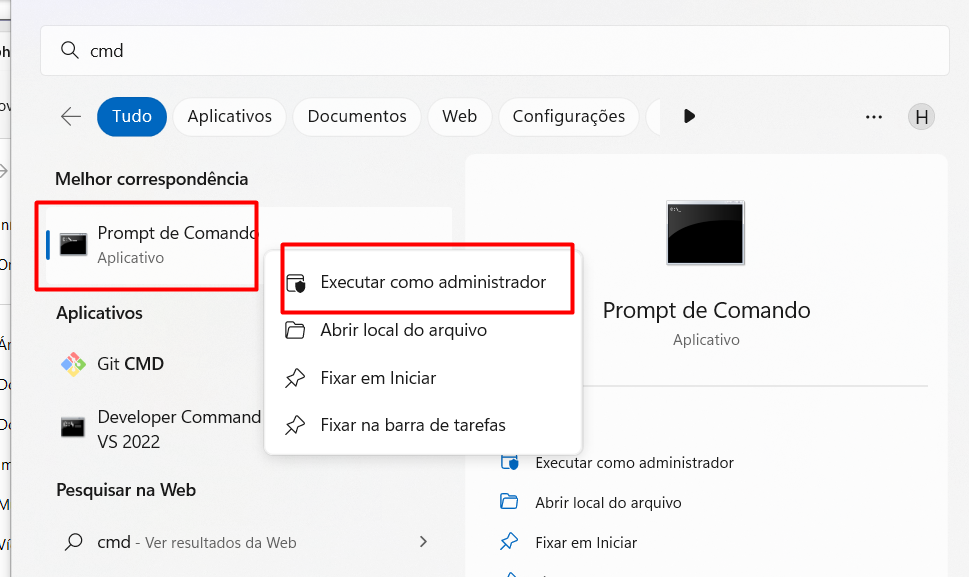 cmd
Tudo
Aplicativos
Documentos
Web
Configurações
H
Melhor correspondência
Prompt de Comando
Aplicativo
Executar como administrador
Abrir local do arquivo
Fixar em Iniciar
Fixar na barra de tarefas
Aplicativos
Git CMD
Developer Command
VS 2022
Pesquisar na Web
cmd - Ver resultados da Web
Prompt de Comando
Aplicativo
Executar como administrador
Abrir local do arquivo
Fixar em Iniciar